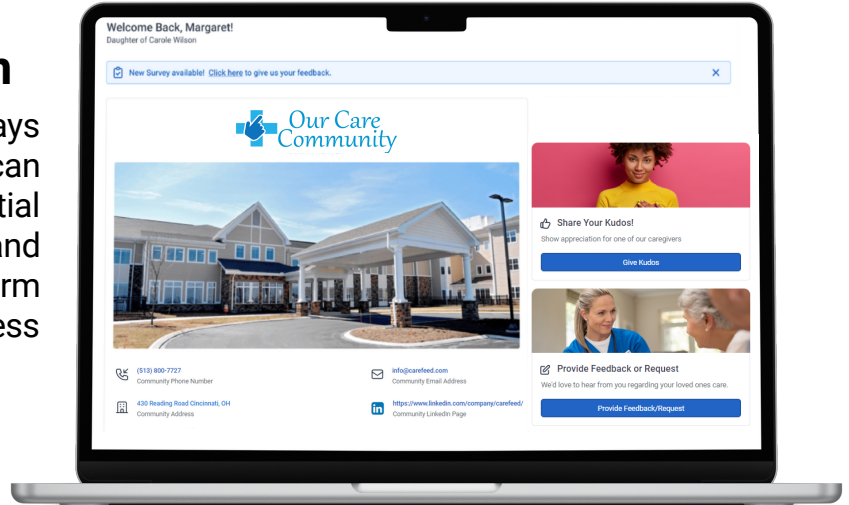 n
ays
can
tial
and
rm
ess
Welcome Back, Margaret!
Daughter of Carole Wilson
New Survey available! Click here to give us your feedback.
Our Care
Community
(513) 800-7727
Community Phone Number
info@carefeed.com
Community Email Address
430 Reading Road Cincinnati, OH
Community Address
https://www.linkedin.com/company/carefeed/
Community LinkedIn Page
Share Your Kudos!
Show appreciation for one of our caregivers
Give Kudos
Provide Feedback or Request
We'd love to hear from you regarding your loved ones care.
Provide Feedback/Request